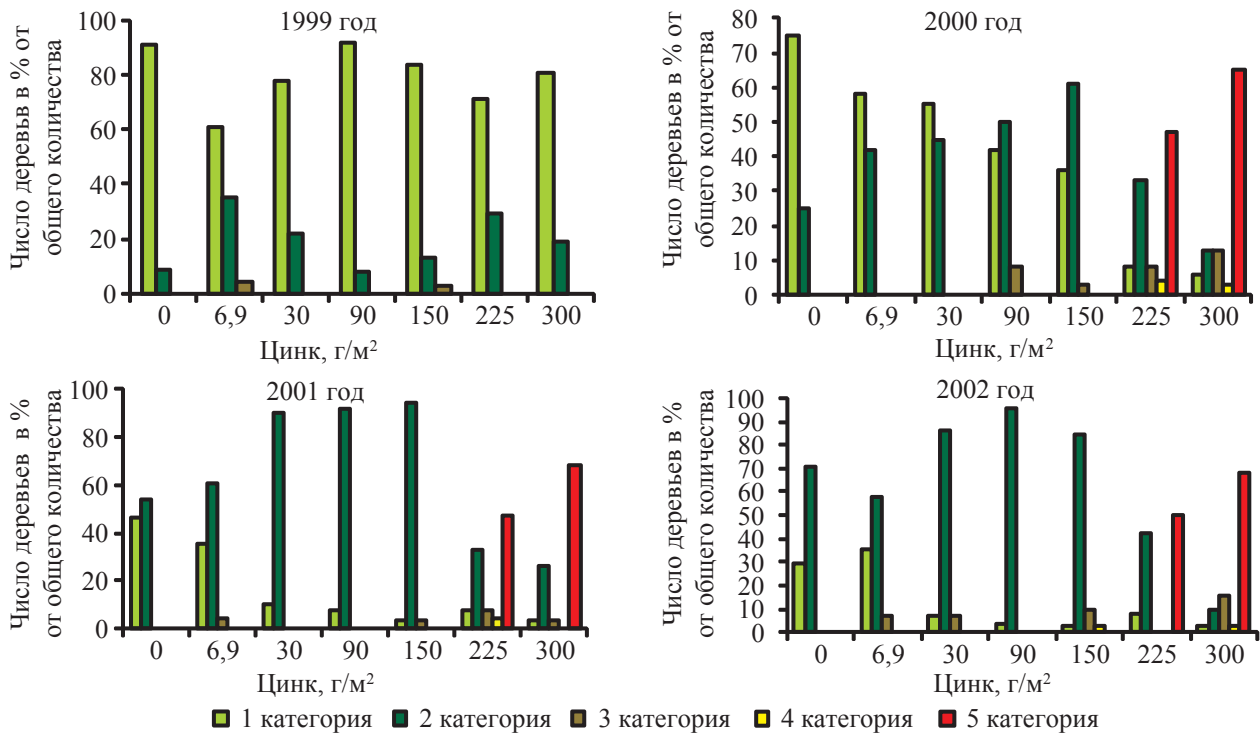 1999 год
Число деревьв в % от
общего количества
100
80
60
40
20
0
0 6,9 30 90 150 225 300
Цинк, г/м²
2000 год
Число деревьев в % от
общего количества
80
70
60
50
40
30
20
10
0
0 6,9 30 90 150 225 300
Цинк, г/м²
2001 год
Число деревьев в %
от общего количества
100
80
60
40
20
0
0 6,9 30 90 150 225 300
Цинк, г/м²
2002 год
Число деревьев в %
от общего количества
100
90
80
70
60
50
40
30
20
10
0
0 6,9 30 90 150 225 300
Цинк, г/м²
1 категория 2 категория 3 категория 4 категория 5 категория